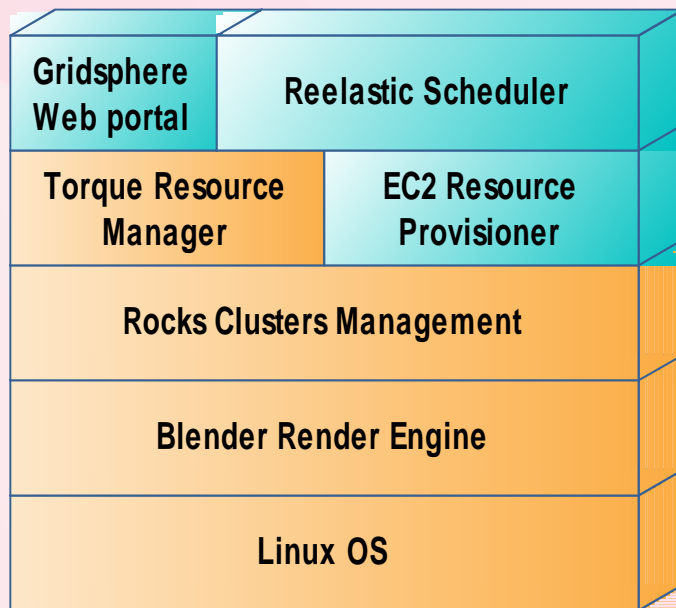 Gridsphere
Web portal
Reelastic Scheduler
Torque Resource
Manager
EC2 Resource
Provisioner
Rocks Clusters Management
Blender Render Engine
Linux OS